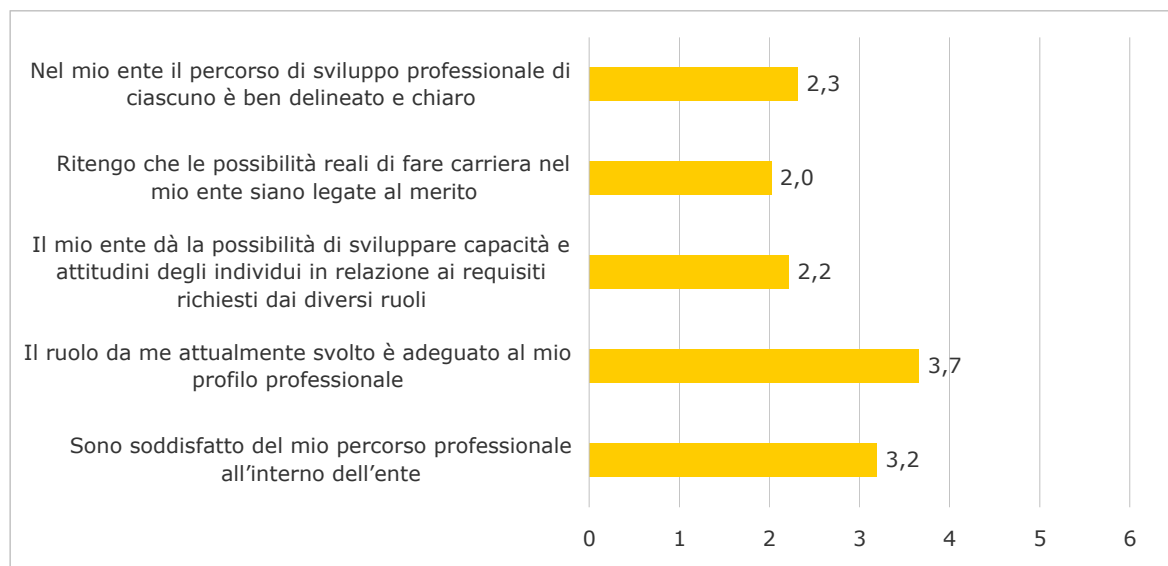 Nel mio ente il percorso di sviluppo professionale di
ciascuno è ben delineato e chiaro
2,3
Ritengo che le possibilità reali di fare carriera nel
mio ente siano legate al merito
2,0
Il mio ente dà la possibilità di sviluppare capacità e
attitudini degli individui in relazione ai requisiti
richiesti dai diversi ruoli
2,2
Il ruolo da me attualmente svolto è adeguato al mio
profilo professionale
3,7
Sono soddisfatto del mio percorso professionale
all’interno dell’ente
3,2
0 1 2 3 4 5 6